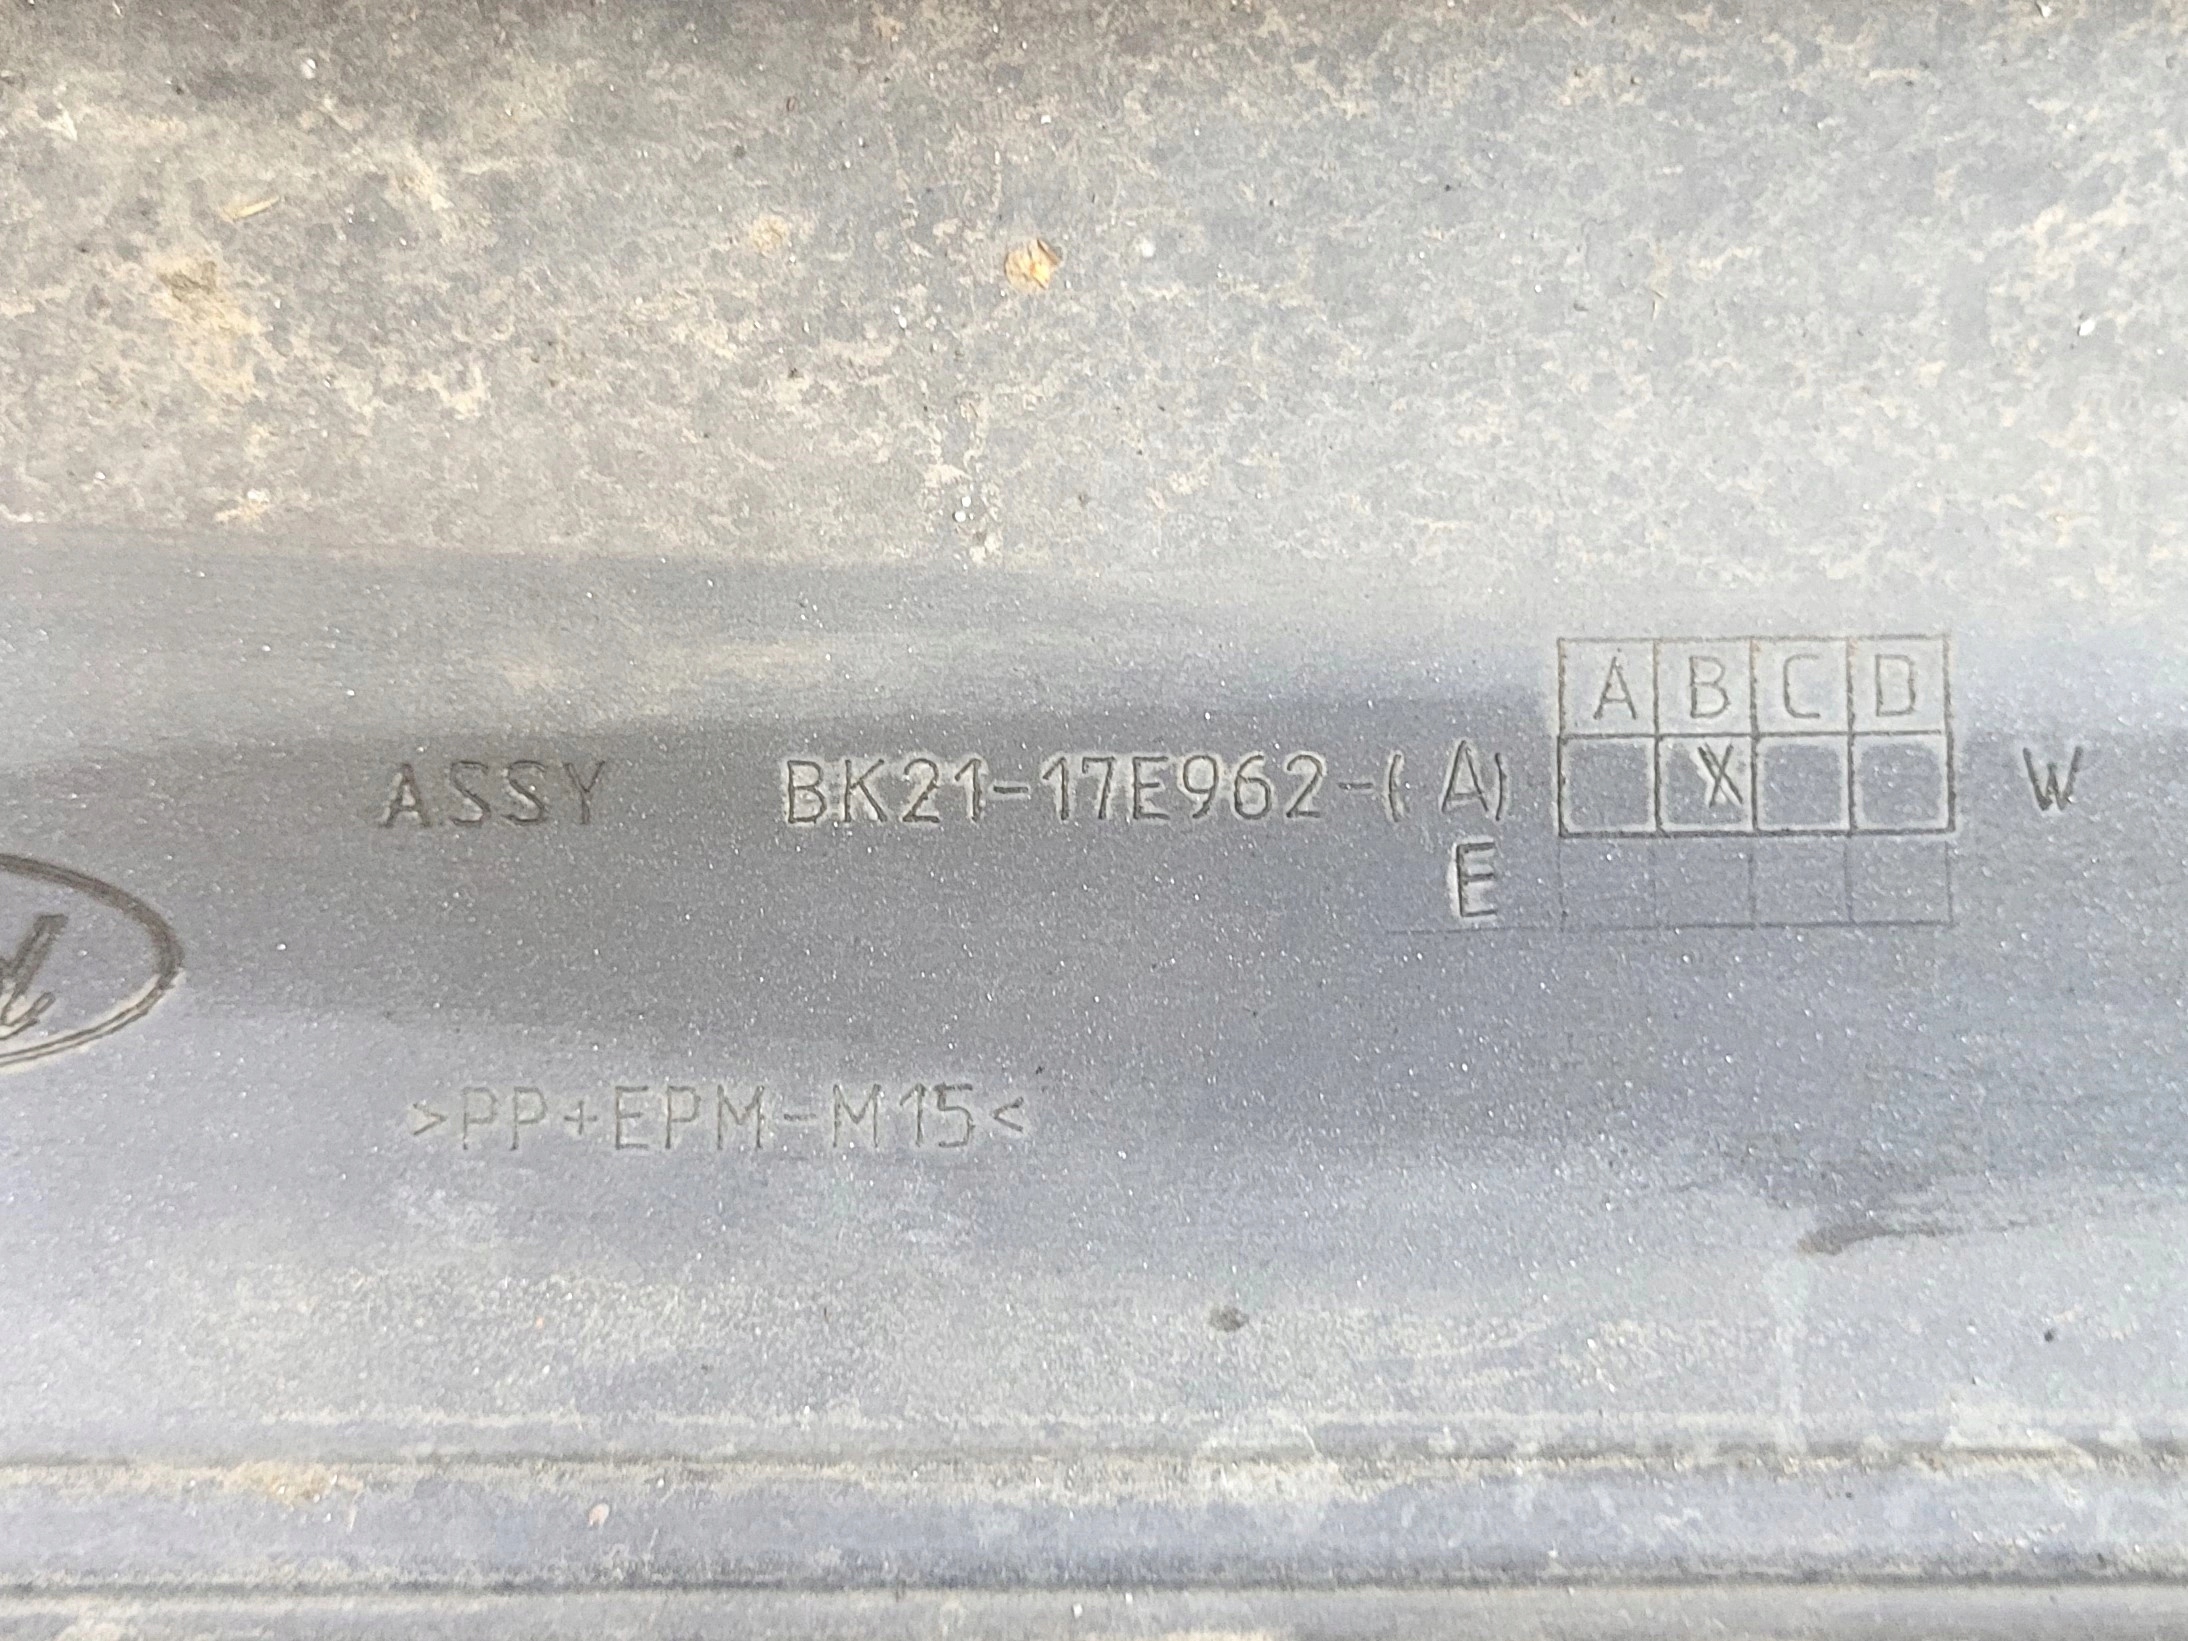 A B C D
ASSY BK21-17E962-( A) X W
E
>PP+EPM-M15<